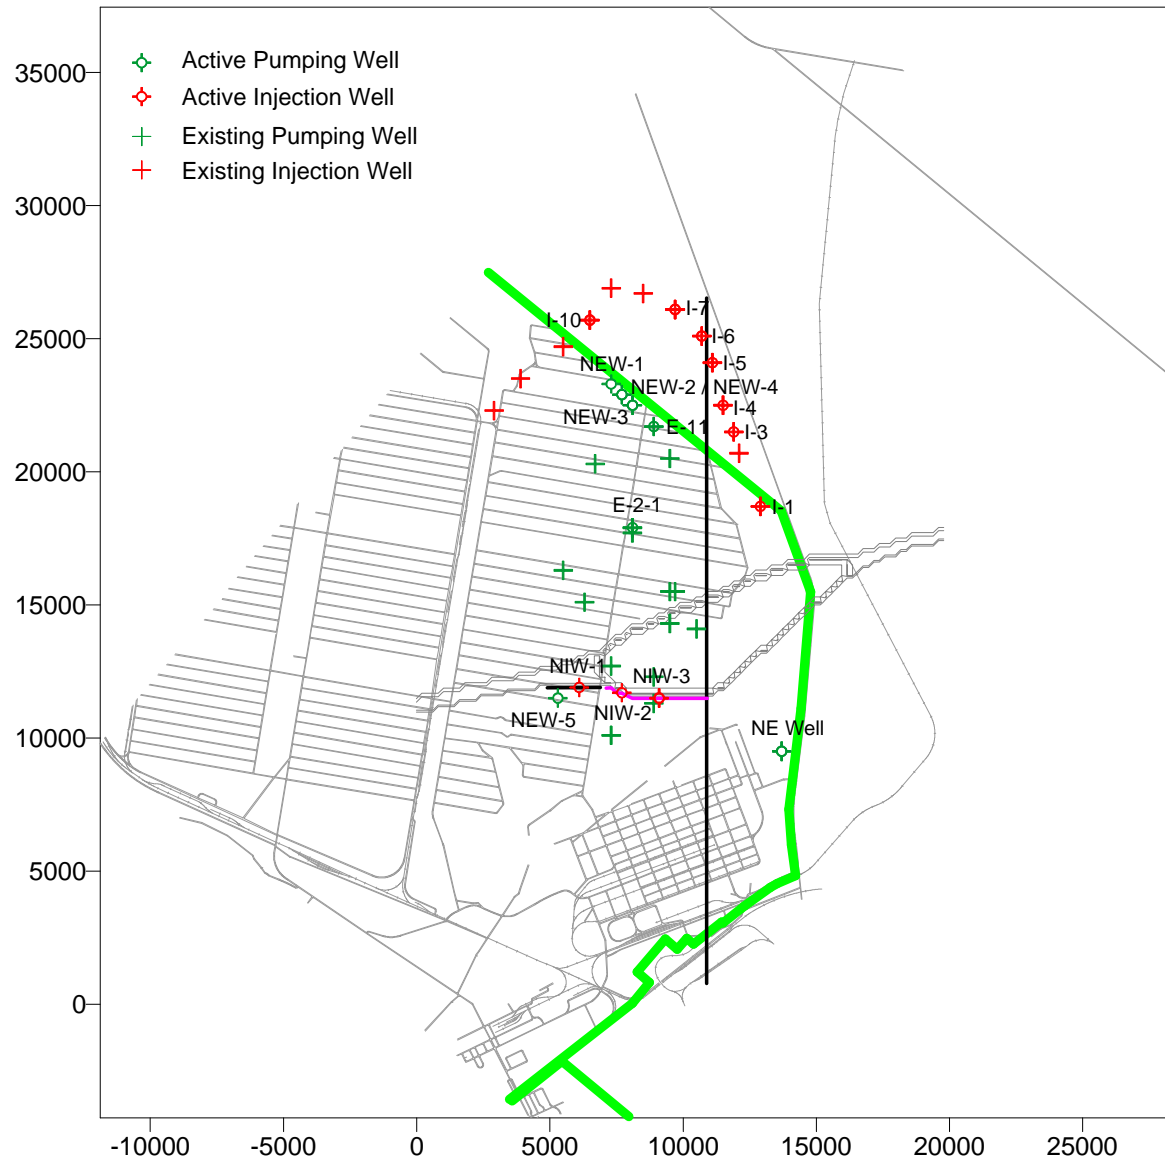 Active Pumping Well
35000
Active Injection Well
Existing Pumping Well
Existing Injection Well
30000
I-7
I-10
I-6
25000
NEW-1
I-5
NEW-2 / NEW-4
I-4
NEW-3
E-11
I-3
20000
E-2-1
I-1
15000
NIW-1
NIW-3
NEW-5
NIW-2
NE Well
10000
5000
0
-10000
-5000
0
5000
10000
15000
20000
25000